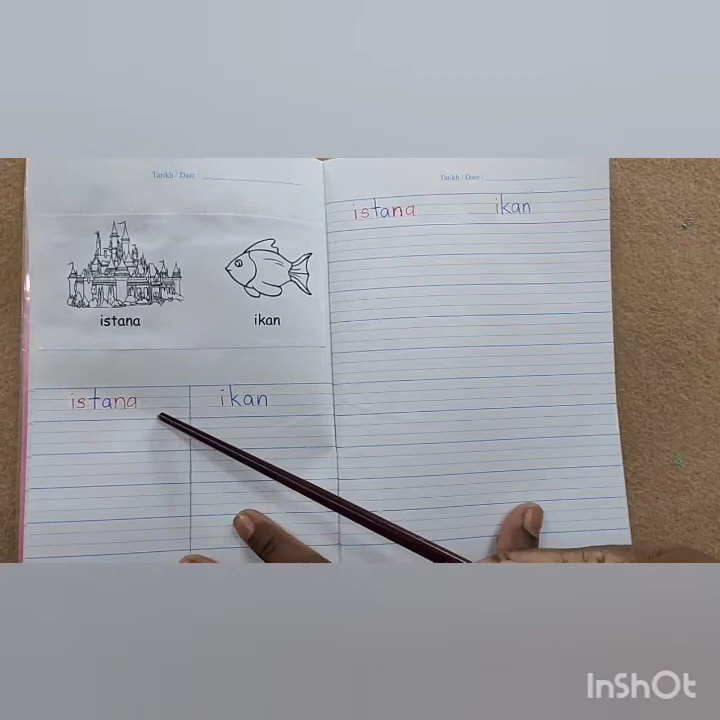 Tarikh / Date :
istana ikan
istana ikan
Tarikh / Date :
istana ikan
InShOt